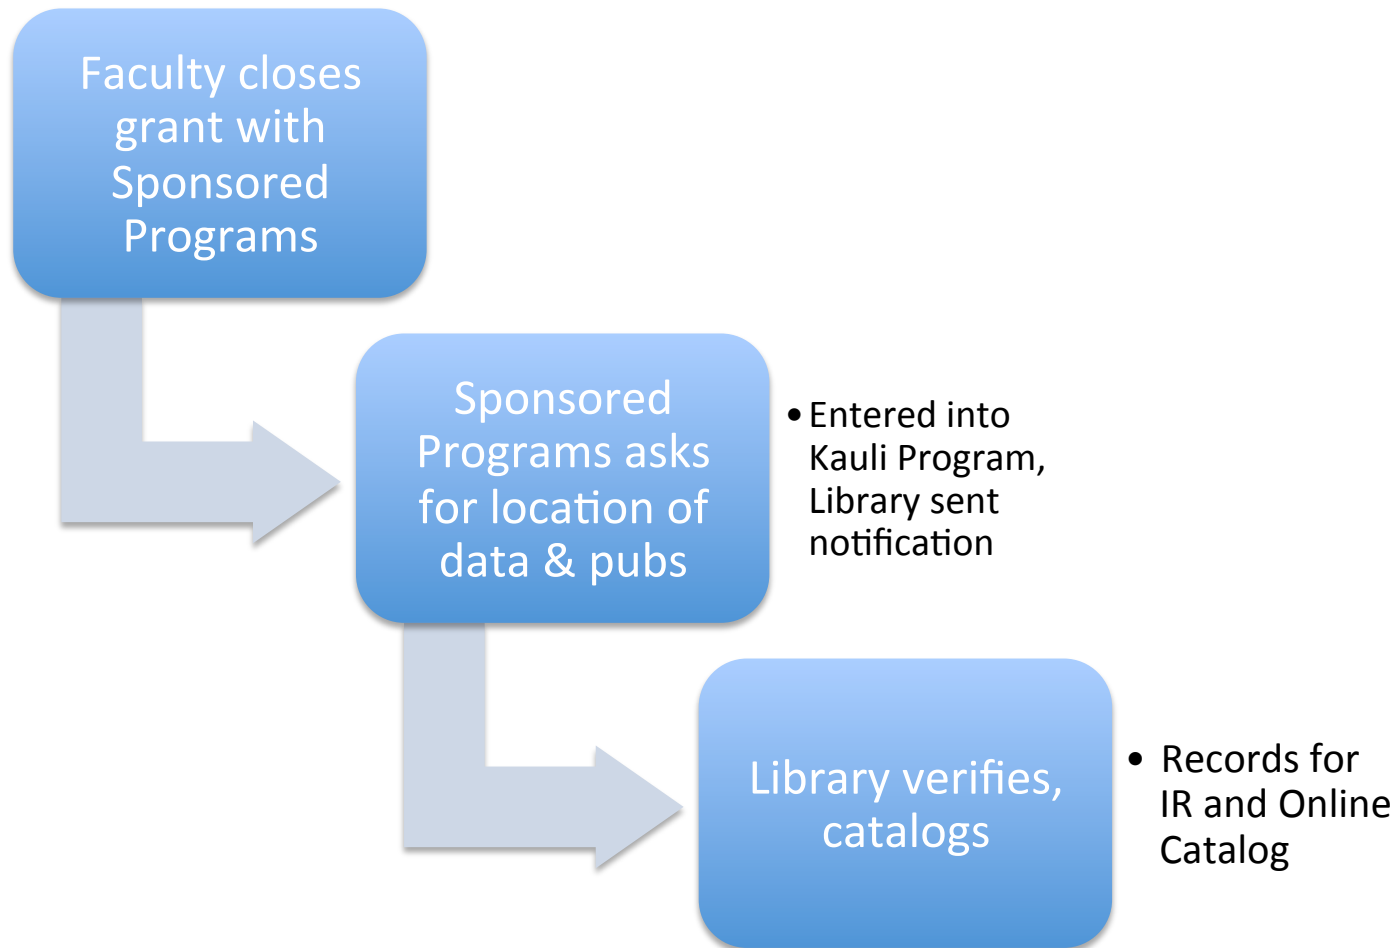 Faculty closes
grant with
Sponsored
Programs
Sponsored
Programs asks
for location of
data & pubs
• Entered into
Kauli Program,
Library sent
notification
Library verifies,
catalogs
• Records for
IR and Online
Catalog